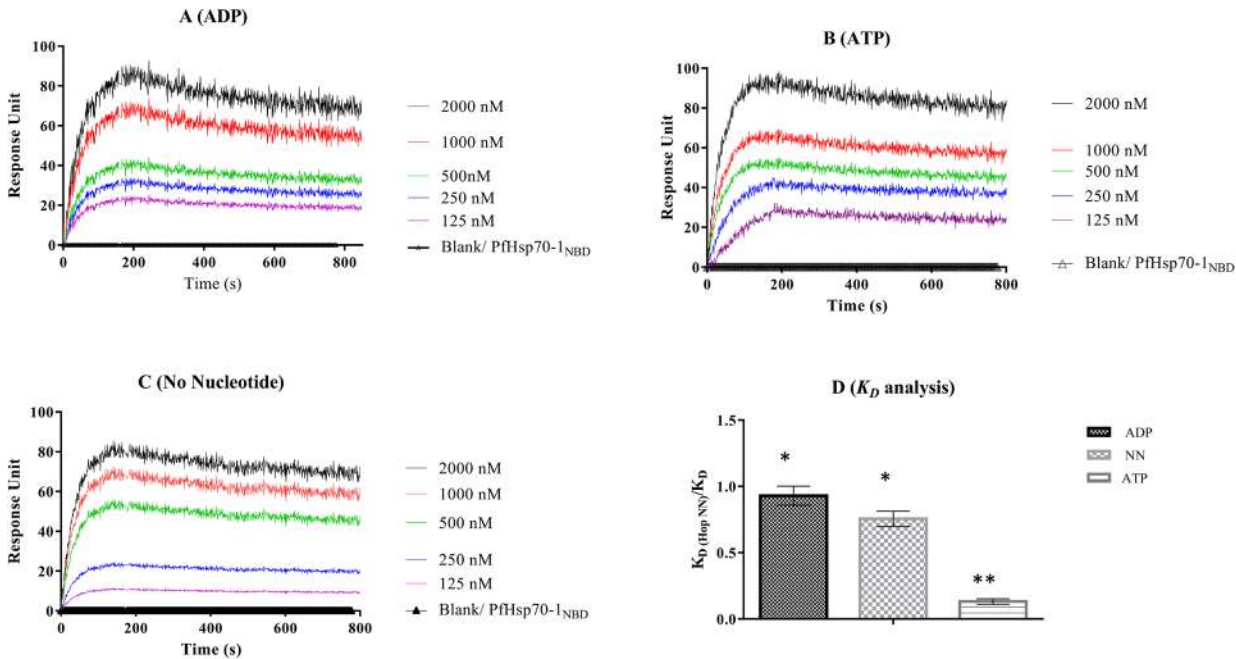 A (ADP)
Response Unit
100
80
60
40
20
0
0 200 400 600 800
Time (s)
2000 nM
1000 nM
500nM
250 nM
125 nM
Blank/ PfHsp70-1NBD
B (ATP)
Response Unit
100
80
60
40
20
0
0 200 400 600 800
Time (s)
2000 nM
1000 nM
500 nM
250 nM
125 nM
Blank/ PfHsp70-1NBD
C (No Nucleotide)
Response Unit
100
80
60
40
20
0
0 200 400 600 800
Time (s)
2000 nM
1000 nM
500 nM
250 nM
125 nM
Blank/ PfHsp70-1NBD
D (KD analysis)
KD (Hop NN)/KD
1.5
1.0
0.5
0.0
*
*
**
ADP
NN
ATP